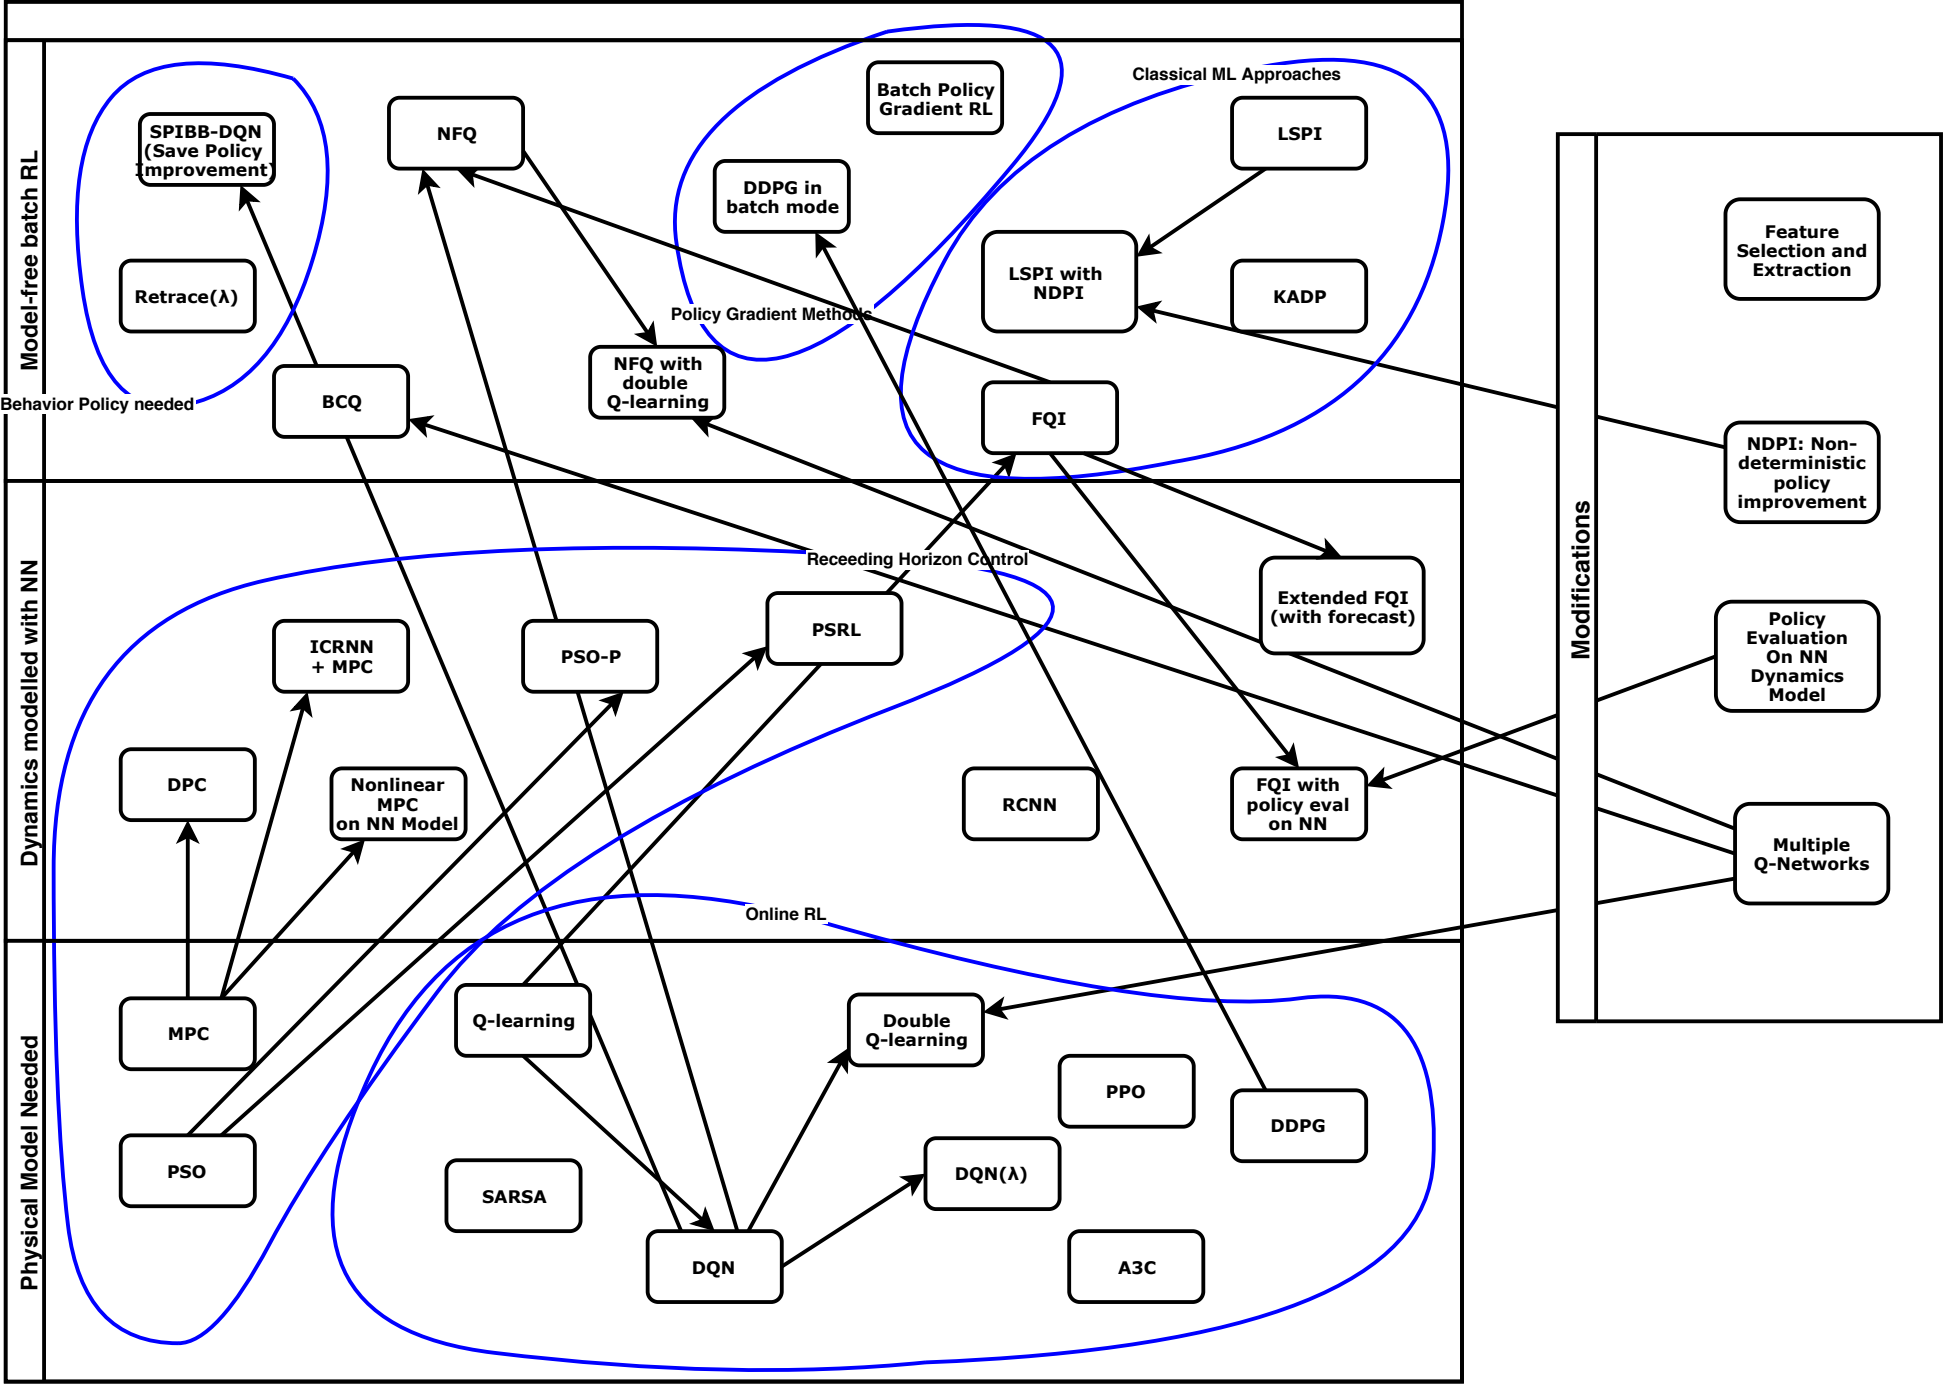 Model-free batch RL
SPIBB-DQN
(Save Policy
Improvement)
Retrace(λ)
Behavior Policy needed
NFQ
BCQ
NFQ with
double
Q-learning
Batch Policy
Gradient RL
DDPG in
batch mode
Policy Gradient Methods
Classical ML Approaches
LSPI
LSPI with
NDPI
KADP
FQI
Dynamics modelled with NN
Receeding Horizon Control
ICRNN
+ MPC
PSO-P
PSRL
Extended FQI
(with forecast)
DPC
Nonlinear
MPC
on NN Model
RCNN
FQI with
policy eval
on NN
Physical Model Needed
Online RL
MPC
PSO
Q-learning
Double
Q-learning
PPO
DDPG
SARSA
DQN(λ)
DQN
A3C
Modifications
Feature
Selection and
Extraction
NDPI: Non-
deterministic
policy
improvement
Policy
Evaluation
On NN
Dynamics
Model
Multiple
Q-Networks